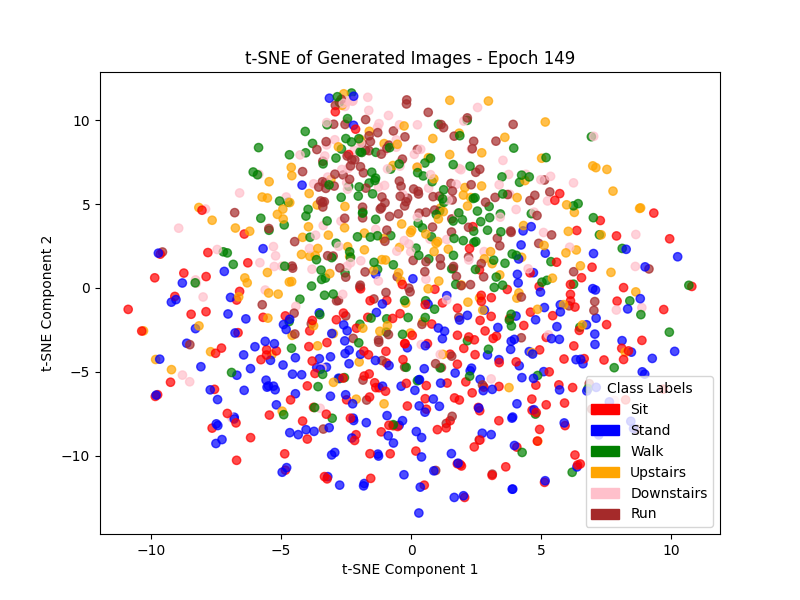 t-SNE of Generated Images - Epoch 149
t-SNE Component 2
10
5
0
−5
−10
−10
−5
0
5
10
t-SNE Component 1
Class Labels
Sit
Stand
Walk
Upstairs
Downstairs
Run